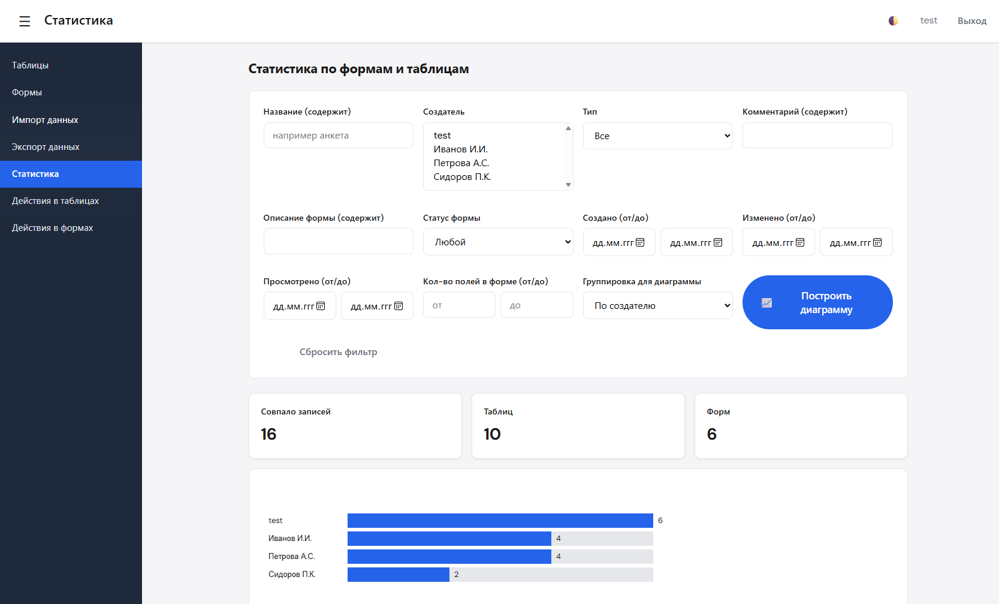 ☰ Статистика
test
Выход
Таблицы
Формы
Импорт данных
Экспорт данных
Статистика
Действия в таблицах
Действия в формах
Статистика по формам и таблицам
Название (содержит)
например анкета
Создатель
test
Иванов И.И.
Петрова А.С.
Сидоров П.К.
Тип
Все
Комментарий (содержит)
Описание формы (содержит)
Статус формы
Любой
Создано (от/до)
дд.мм.ггг
дд.мм.ггг
Изменено (от/до)
дд.мм.ггг
дд.мм.ггг
Просмотрено (от/до)
дд.мм.ггг
дд.мм.ггг
Кол-во полей в форме (от/до)
от
до
Группировка для диаграммы
По создателю
Построить
диаграмму
Сбросить фильтр
Совпало записей
16
Таблиц
10
Форм
6
test 6
Иванов И.И. 4
Петрова А.С. 4
Сидоров П.К. 2